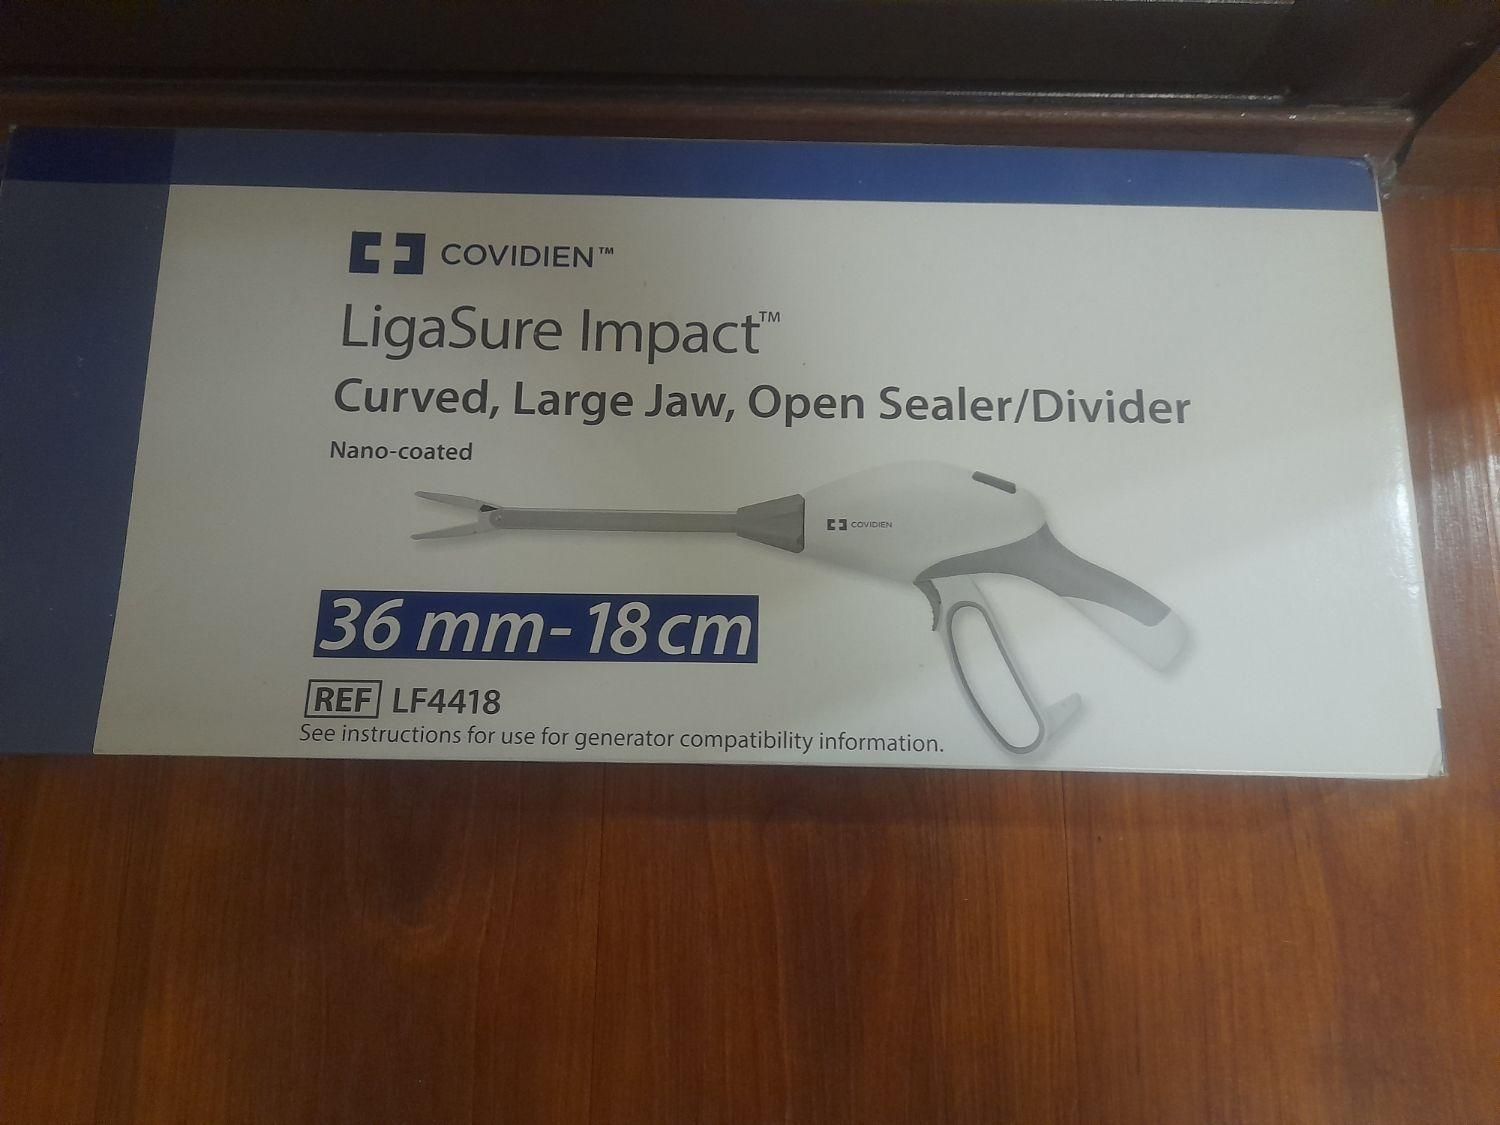 COVIDIEN™
LigaSure Impact™
Curved, Large Jaw, Open Sealer/Divider
Nano-coated
COVIDIEN
36 mm - 18 cm
REF LF4418
See instructions for use for generator compatibility information.